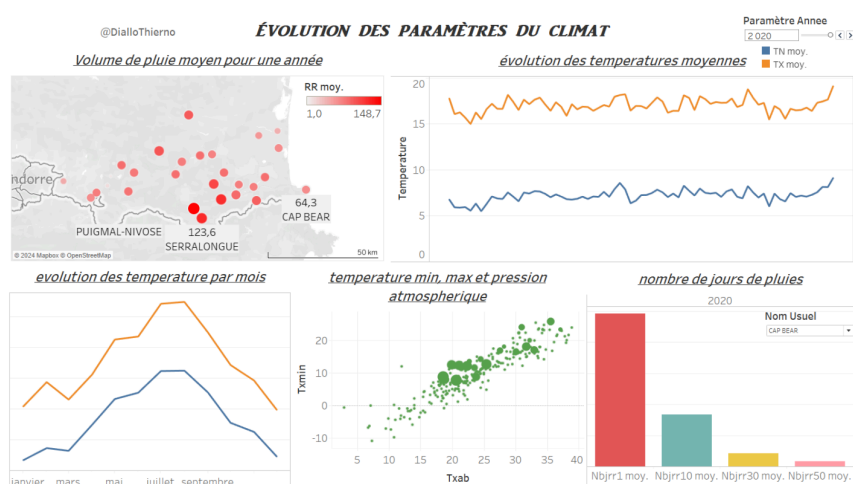 @DialloThierno
ÉVOLUTION DES PARAMÈTRES DU CLIMAT
Paramètre Annee
2 020
TN moy.
TX moy.
Volume de pluie moyen pour une année
RR moy.
1,0 148,7
ndorre
64,3
CAP BEAR
PUIGMAL-NIVOSE
123,6
SERRALONGUE
50 km
© 2024 Mapbox © OpenStreetMap
évolution des temperatures moyennes
Temperature
20
15
10
5
0
evolution des temperature par mois
janvier mars mai juillet septembre
temperature min, max et pression
atmospherique
Txmin
20
10
0
-10
5 10 15 20 25 30 35 40
Txab
nombre de jours de pluies
2020
Nom Usuel
CAP BEAR
Nbjrr1 moy. Nbjrr10 moy. Nbjrr30 moy. Nbjrr50 moy.